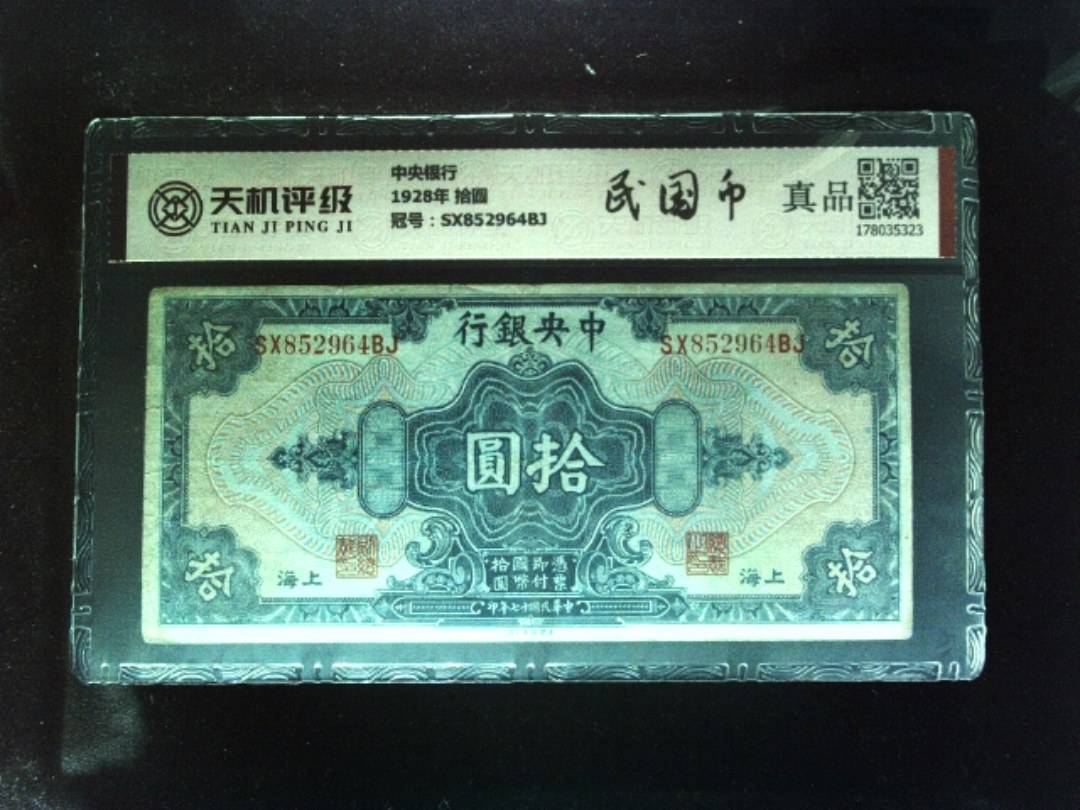 天机评级
TIAN JI PING JI
中央银行
1928年 拾圆
冠号：SX852964BJ
民国币
真品
178035323
行銀央中
拾
SX852964BJ
SX852964BJ
拾
圓拾
拾
海上
憑票
即付
國幣
拾圓
海上
拾
印年七十國民華中